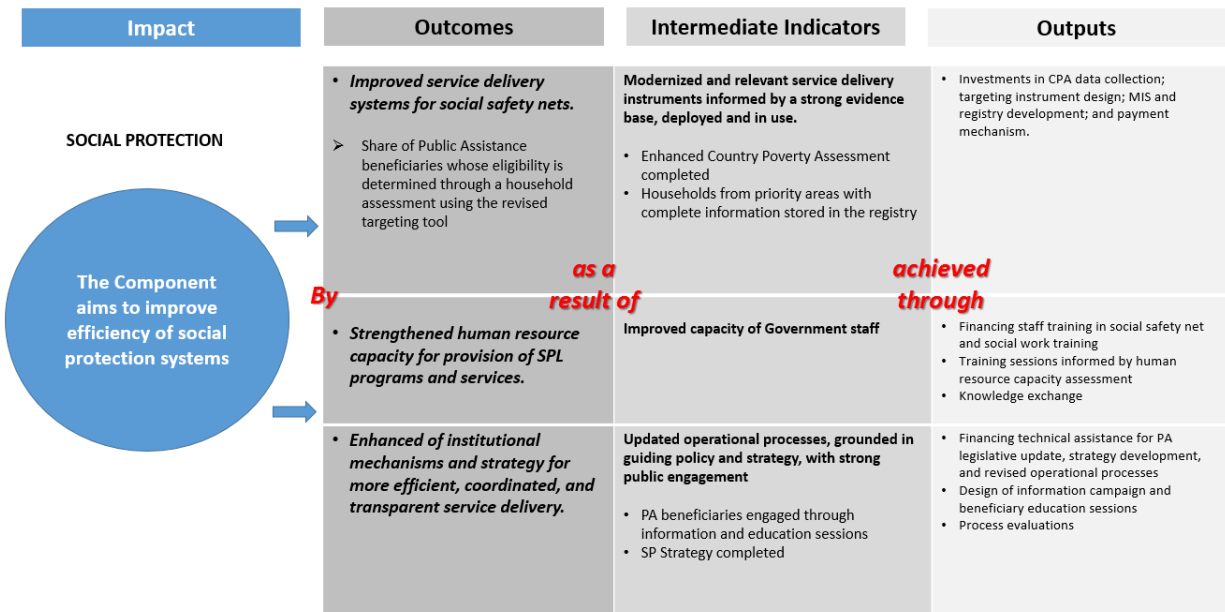 Impact
Outcomes
Intermediate Indicators
Outputs
SOCIAL PROTECTION
The Component
aims to improve
efficiency of social
protection systems
By
• Improved service delivery
systems for social safety nets.
➢ Share of Public Assistance
beneficiaries whose eligibility is
determined through a household
assessment using the revised
targeting tool
as a
result of
Modernized and relevant service delivery
instruments informed by a strong evidence
base, deployed and in use.
• Enhanced Country Poverty Assessment
completed
• Households from priority areas with
complete information stored in the registry
achieved
through
• Investments in CPA data collection;
targeting instrument design; MIS and
registry development; and payment
mechanism.
• Strengthened human resource
capacity for provision of SPL
programs and services.
Improved capacity of Government staff
• Financing staff training in social safety net
and social work training
• Training sessions informed by human
resource capacity assessment
• Knowledge exchange
• Enhanced of institutional
mechanisms and strategy for
more efficient, coordinated, and
transparent service delivery.
Updated operational processes, grounded in
guiding policy and strategy, with strong
public engagement
• PA beneficiaries engaged through
information and education sessions
• SP Strategy completed
• Financing technical assistance for PA
legislative update, strategy development,
and revised operational processes
• Design of information campaign and
beneficiary education sessions
• Process evaluations